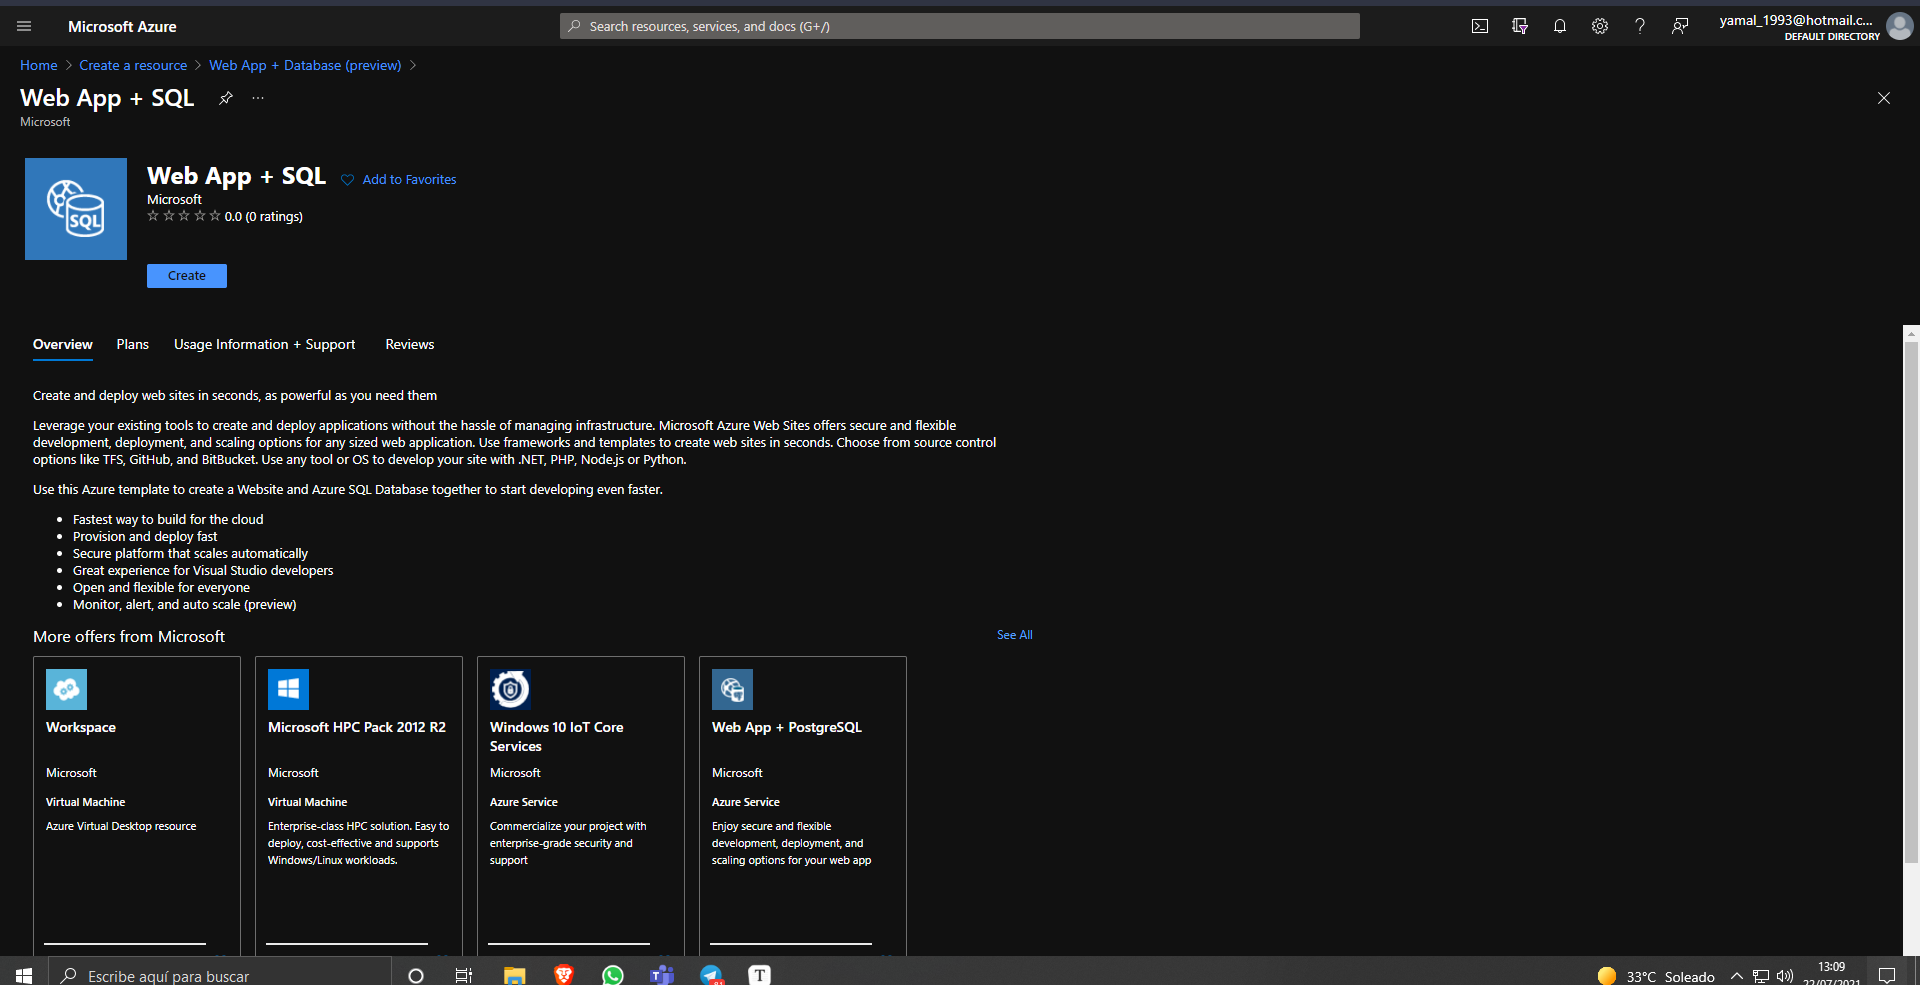 Microsoft Azure
Search resources, services, and docs (G+/)
yamal_1993@hotmail.c...
DEFAULT DIRECTORY
Home > Create a resource > Web App + Database (preview) >
Web App + SQL
...
Microsoft
SQL
Web App + SQL
Add to Favorites
Microsoft
0.0 (0 ratings)
Create
Overview Plans Usage Information + Support Reviews
Create and deploy web sites in seconds, as powerful as you need them
Leverage your existing tools to create and deploy applications without the hassle of managing infrastructure. Microsoft Azure Web Sites offers secure and flexible
development, deployment, and scaling options for any sized web application. Use frameworks and templates to create web sites in seconds. Choose from source control
options like TFS, GitHub, and BitBucket. Use any tool or OS to develop your site with .NET, PHP, Node.js or Python.
Use this Azure template to create a Website and Azure SQL Database together to start developing even faster.
• Fastest way to build for the cloud
• Provision and deploy fast
• Secure platform that scales automatically
• Great experience for Visual Studio developers
• Open and flexible for everyone
• Monitor, alert, and auto scale (preview)
More offers from Microsoft
See All
Workspace
Microsoft
Virtual Machine
Azure Virtual Desktop resource
Microsoft HPC Pack 2012 R2
Microsoft
Virtual Machine
Enterprise-class HPC solution. Easy to
deploy, cost-effective and supports
Windows/Linux workloads.
Windows 10 IoT Core
Services
Microsoft
Azure Service
Commercialize your project with
enterprise-grade security and
support
Web App + PostgreSQL
Microsoft
Azure Service
Enjoy secure and flexible
development, deployment, and
scaling options for your web app
Escribe aquí para buscar
T
T
33°C Soleado
13:09
22/07/2021